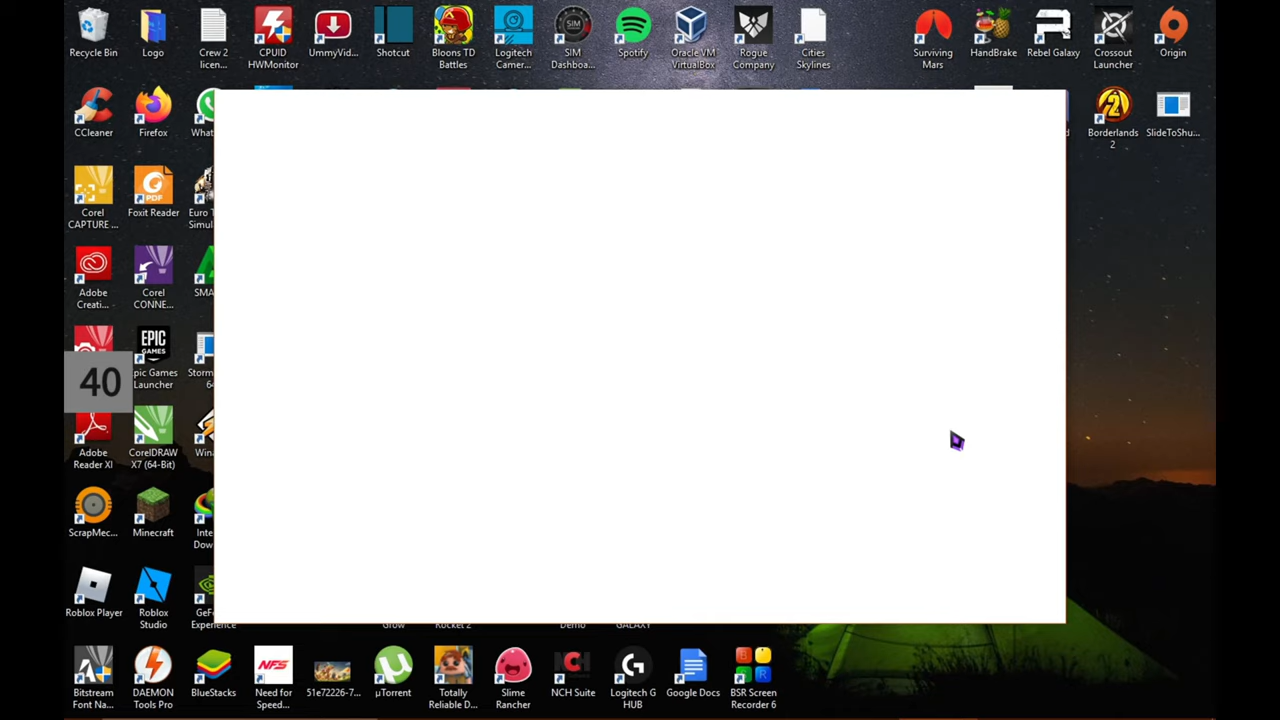 Recycle Bin
Logo
Crew 2
licen...
CPUID
HWMonitor
UmmyVid...
Shotcut
Bloons TD
Battles
Logitech
Camer...
SIM
SIM
Dashboa...
Spotify
Oracle VM
VirtualBox
Rogue
Company
Cities
Skylines
Surviving
Mars
HandBrake
Rebel Galaxy
Crossout
Launcher
Origin
CCleaner
Firefox
What
Borderlands
2
SlideToShu...
Corel
CAPTURE ...
PDF
Foxit Reader
Euro T
Simul
Adobe
Creati...
Corel
CONNE...
SMA
EPIC
GAMES
Epic Games
Launcher
Storm
64
40
Adobe
Reader XI
CorelDRAW
X7 (64-Bit)
Wina
ScrapMec...
Minecraft
Inte
Dow
Roblox Player
Roblox
Studio
GeF
Experience
Grow
Rocket 2
Demo
GALAXY
Bitstream
Font Na...
DAEMON
Tools Pro
BlueStacks
NFS
Need for
Speed...
51e72226-7...
µTorrent
Totally
Reliable D...
Slime
Rancher
NCH
NCH Suite
Logitech G
HUB
Google Docs
B
S
R
BSR Screen
Recorder 6